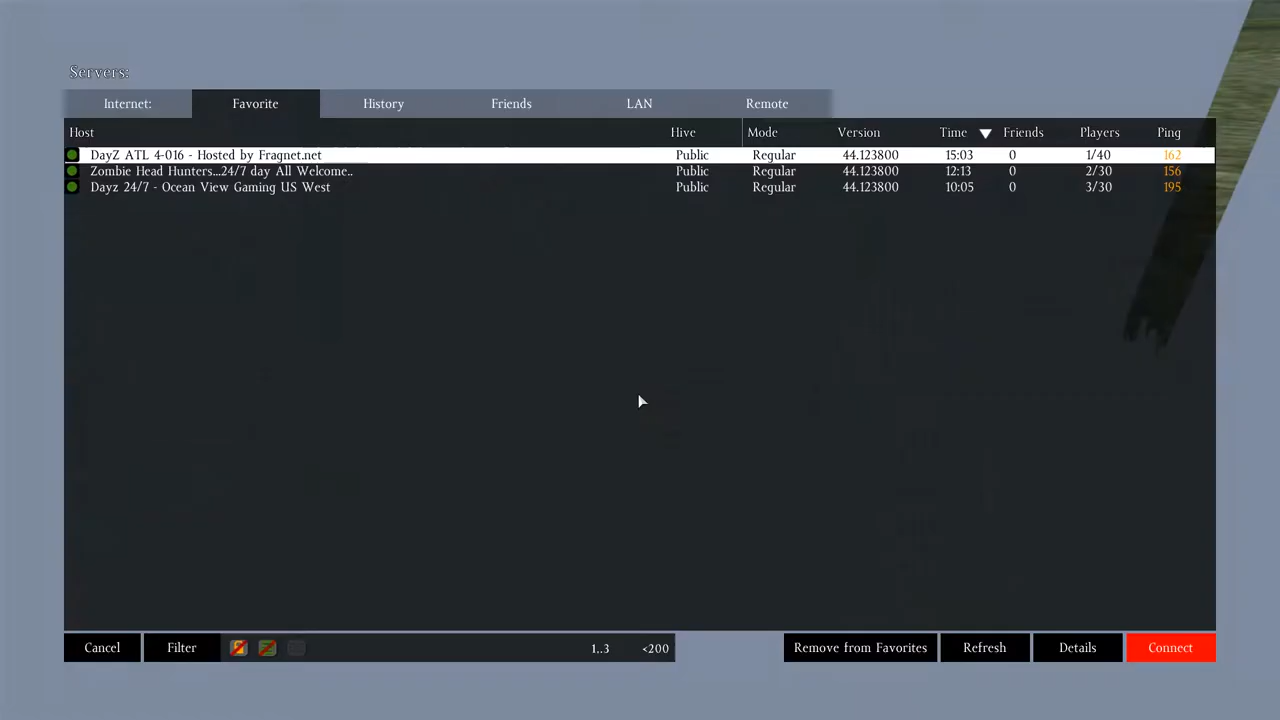 Servers:
Internet: Favorite History Friends LAN Remote
Host Hive Mode Version Time Friends Players Ping
DayZ ATL 4-016 - Hosted by Fragnet.net Public Regular 44.123800 15:03 0 1/40 162
Zombie Head Hunters...24/7 day All Welcome.. Public Regular 44.123800 12:13 0 2/30 156
Dayz 24/7 - Ocean View Gaming US West Public Regular 44.123800 10:05 0 3/30 195
Cancel Filter 1..3 <200 Remove from Favorites Refresh Details Connect